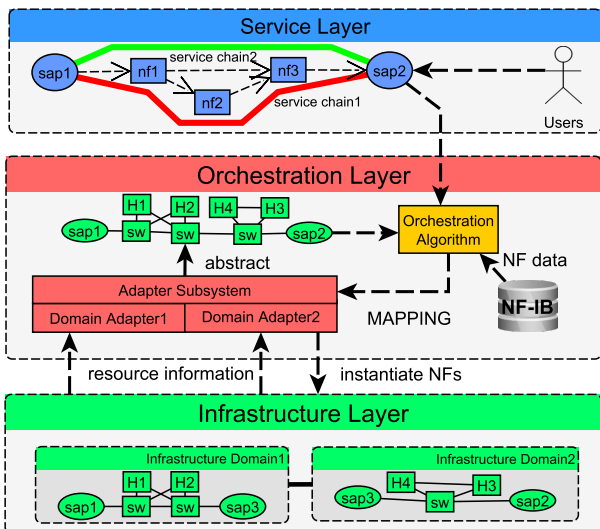 Service Layer
service chain2
sap1
nf1
nf3
sap2
nf2
service chain1
Users
Orchestration Layer
H1
H2
H4
H3
sap1
sw
sw
sw
sap2
Orchestration
Algorithm
abstract
NF data
Adapter Subsystem
Domain Adapter1
Domain Adapter2
MAPPING
NF-IB
resource information
instantiate NFs
Infrastructure Layer
Infrastructure Domain1
H1
H2
sap1
sw
sw
sap3
Infrastructure Domain2
H4
H3
sap3
sw
sap2